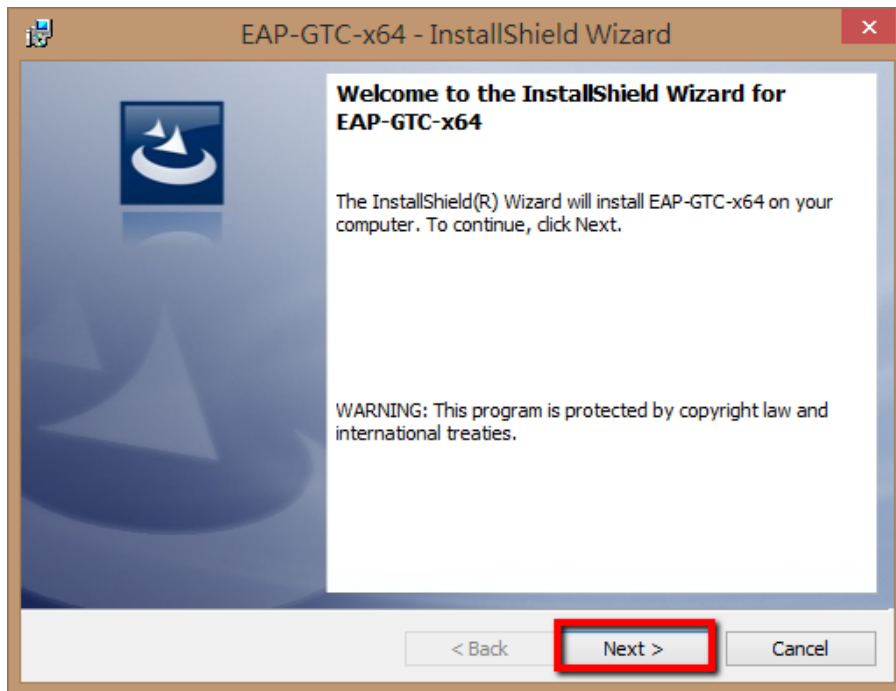 EAP-GTC-x64 - InstallShield Wizard
Welcome to the InstallShield Wizard for
EAP-GTC-x64
The InstallShield(R) Wizard will install EAP-GTC-x64 on your
computer. To continue, click Next.
WARNING: This program is protected by copyright law and
international treaties.
< Back
Next >
Cancel